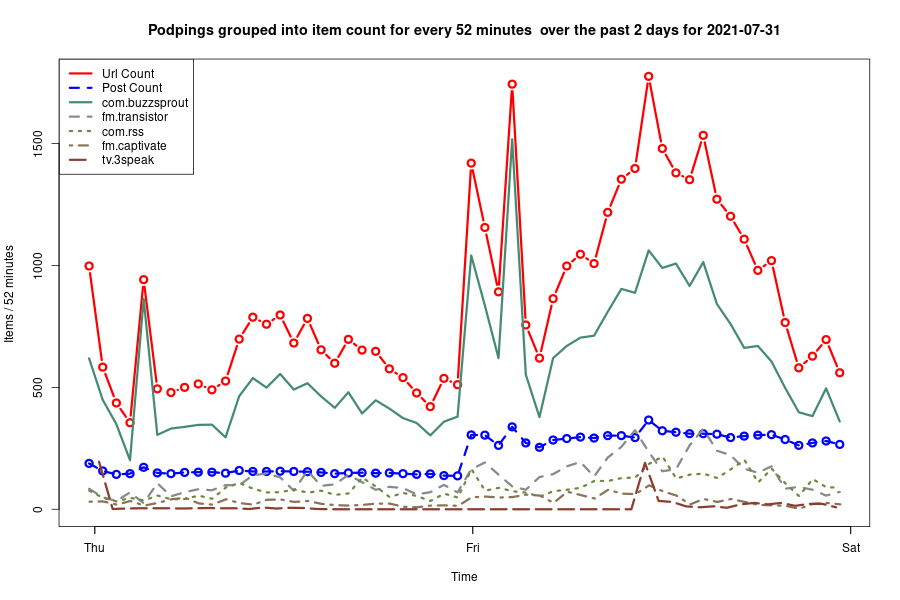 Podpings grouped into item count for every 52 minutes  over the past 2 days for 2021-07-31
Url Count
Post Count
com.buzzsprout
fm.transistor
com.rss
fm.captivate
tv.3speak
Items / 52 minutes
1500
1000
500
0
Thu
Fri
Sat
Time